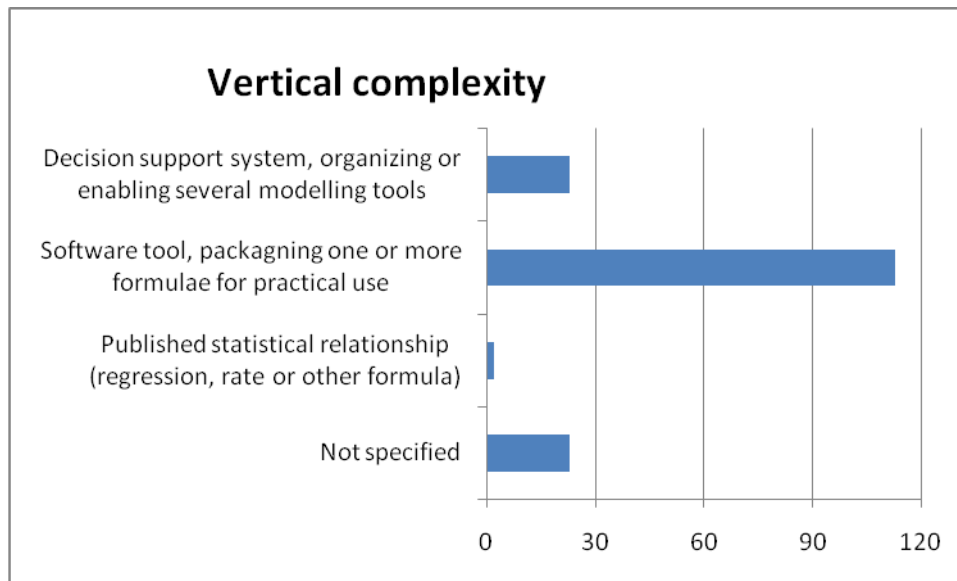 Vertical complexity
Decision support system, organizing or
enabling several modelling tools
Software tool, packagning one or more
formulae for practical use
Published statistical relationship
(regression, rate or other formula)
Not specified
0 30 60 90 120